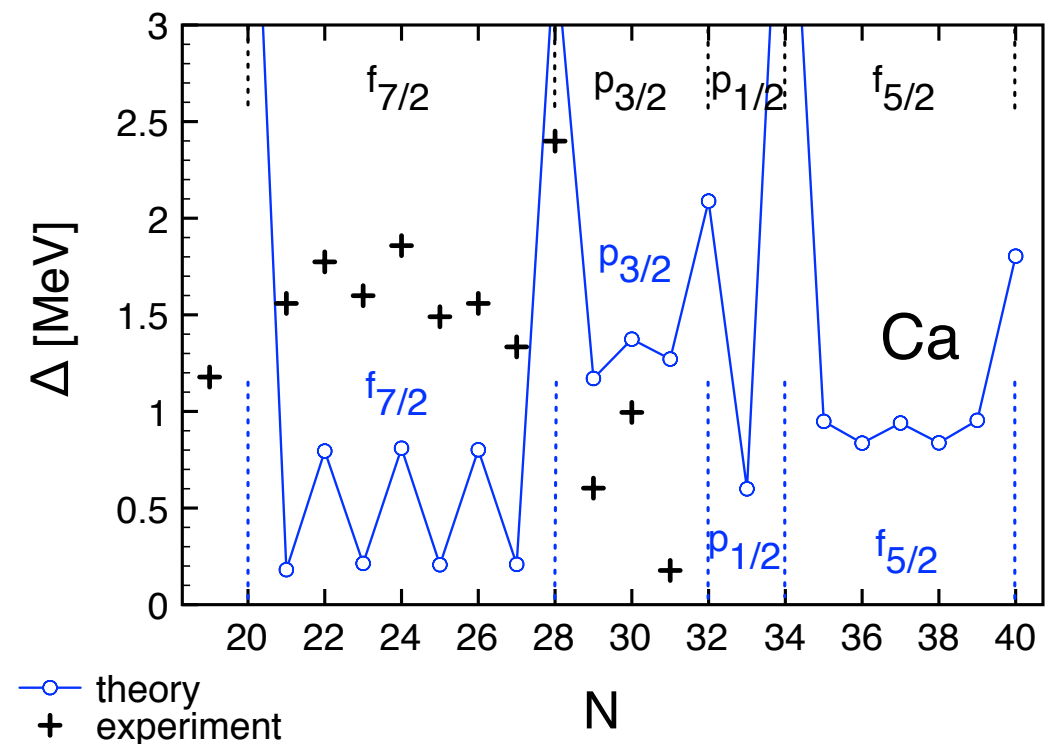 3
2.5
2
1.5
1
0.5
0
Δ [MeV]
f7/2 p3/2 p1/2 f5/2
p3/2
Ca
f7/2
p1/2 f5/2
20 22 24 26 28 30 32 34 36 38 40
N
theory
experiment